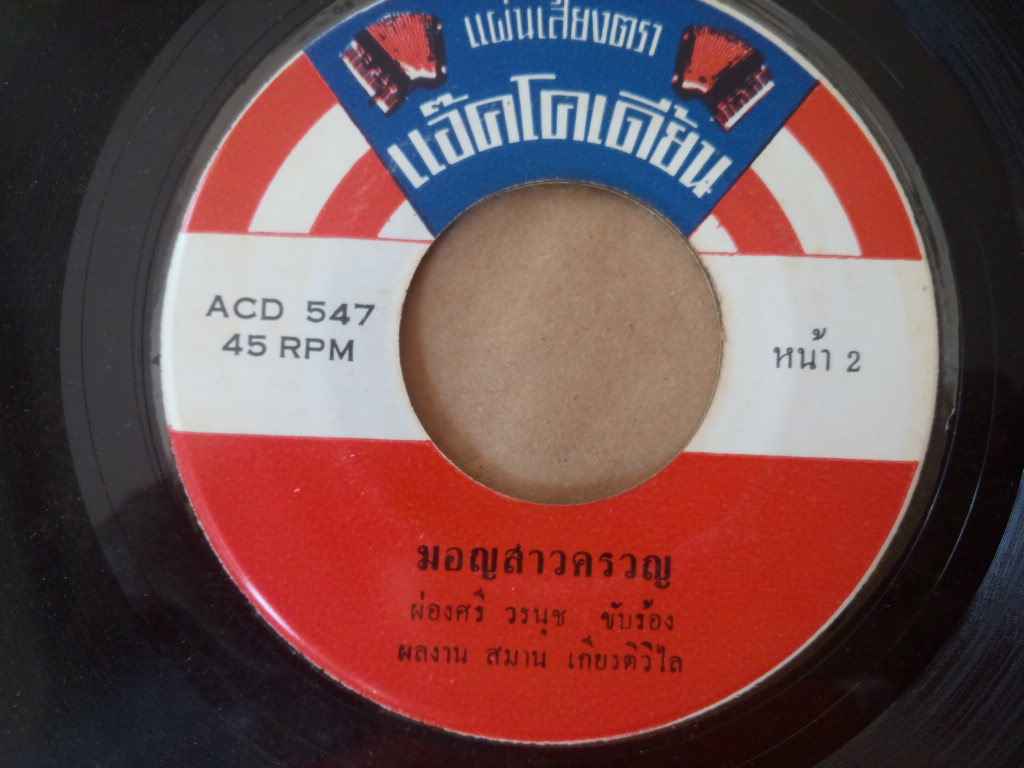 แผ่นเสียงตรา
แอ๊คโคเดี้ยน
ACD 547
45 RPM
หน้า 2
มอญสาวครวญ
ผ่องศรี วรนุช ขับร้อง
ผลงาน สมาน เกียรติวิไล